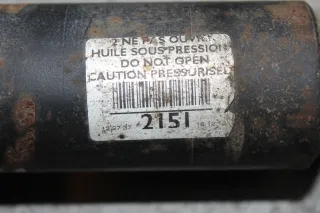 NE PAS OUVRIR
HUILE SOUS PRESSION
DO NOT OPEN
CAUTION PRESSURISED
2151